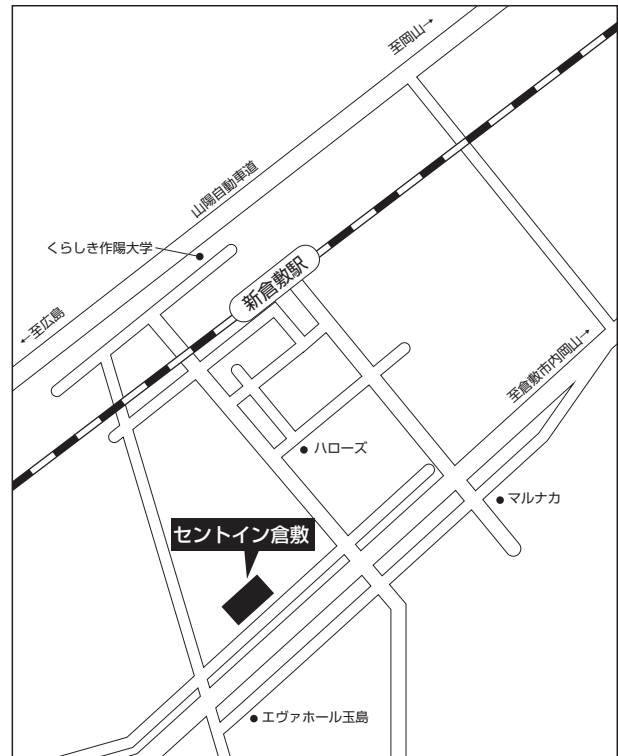 至岡山→
山陽自動車道
くらしき作陽大学
新倉敷駅
←至広島
至倉敷市内岡山→
ハローズ
マルナカ
セントイン倉敷
エヴァホール玉島